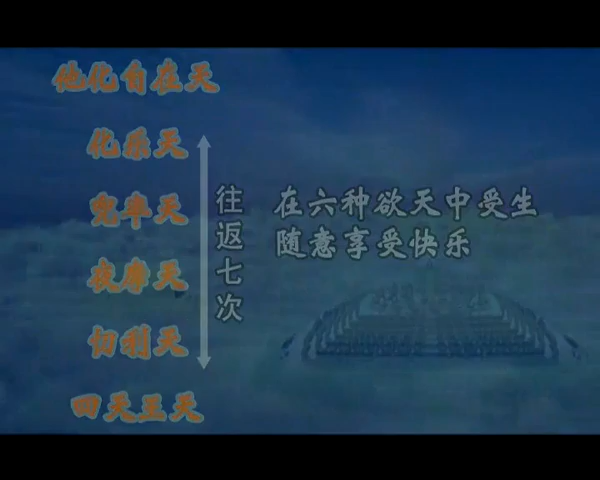 他化自在天
化乐天
兜率天
夜摩天
忉利天
四天王天
往返七次
在六种欲天中受生
随意享受快乐